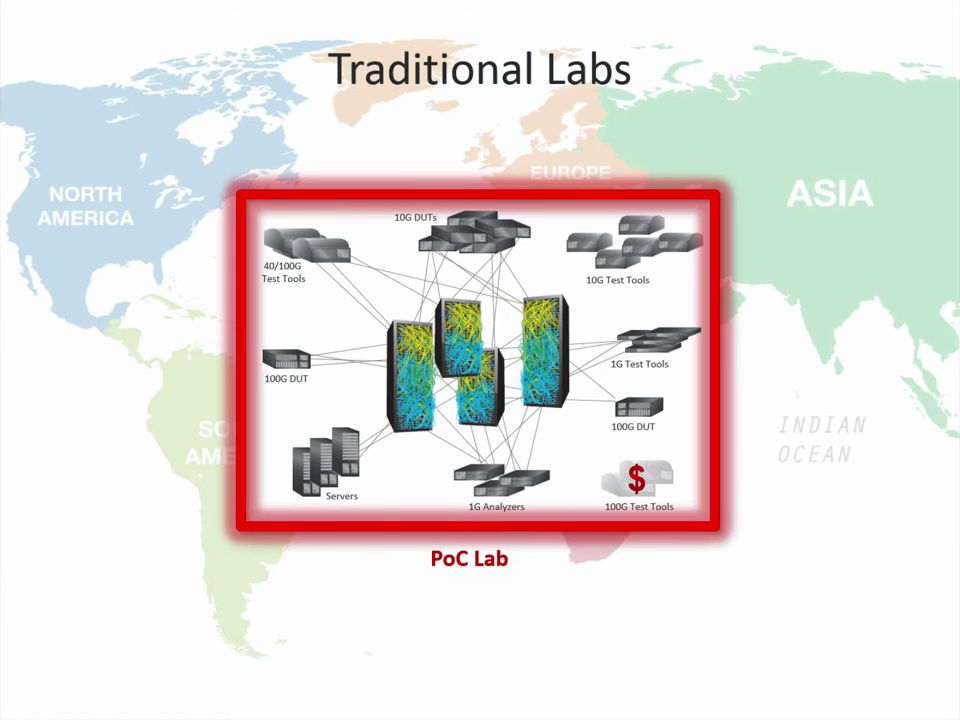 Traditional Labs
NORTH
AMERICA
EUROPE
ASIA
10G DUTs
40/100G
Test Tools
10G Test Tools
100G DUT
1G Test Tools
100G DUT
INDIAN
OCEAN
Servers
1G Analyzers
$
100G Test Tools
PoC Lab